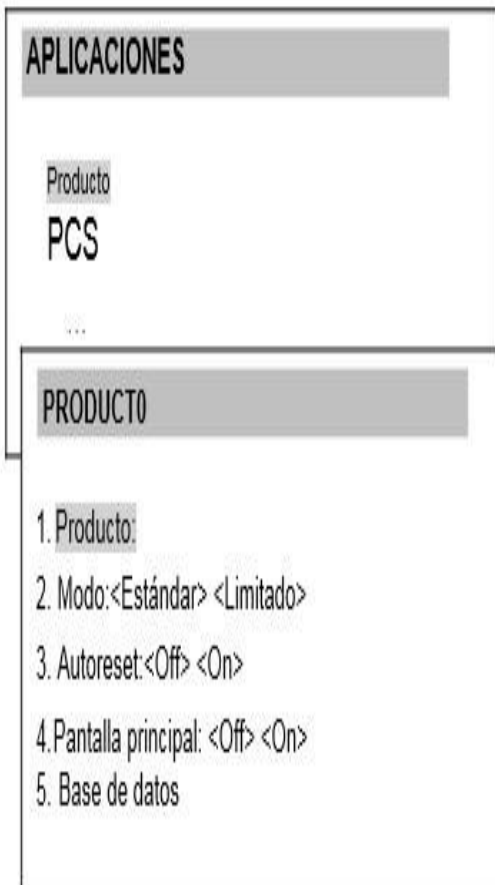 APLICACIONES
Producto
PCS
...
PRODUCT0
1. Producto:
2. Modo:<Estándar> <Limitado>
3. Autoreset:<Off> <On>
4.Pantalla principal: <Off> <On>
5. Base de datos